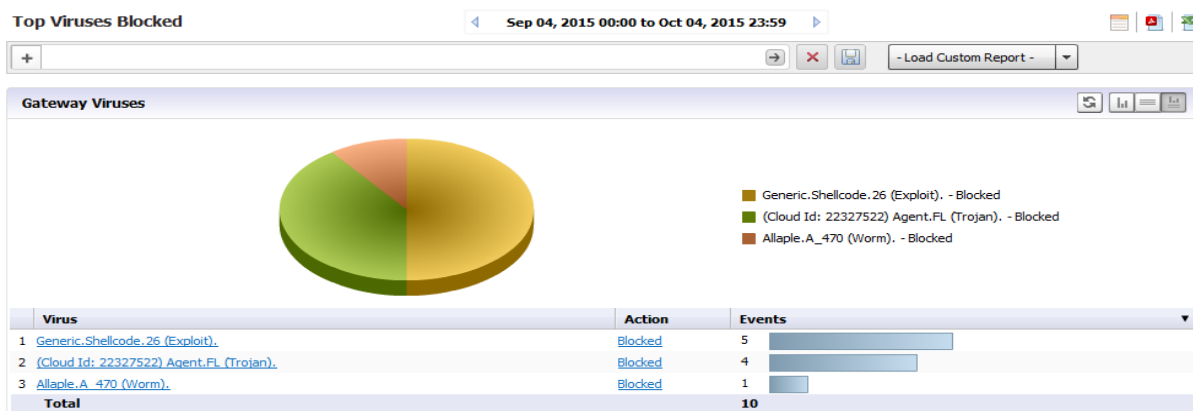 Top Viruses Blocked
Sep 04, 2015 00:00 to Oct 04, 2015 23:59
- Load Custom Report -
Gateway Viruses
Generic.Shellcode.26 (Exploit). - Blocked
(Cloud Id: 22327522) Agent.FL (Trojan). - Blocked
Allaple.A_470 (Worm). - Blocked
Virus Action Events
1 Generic.Shellcode.26 (Exploit). Blocked 5
2 (Cloud Id: 22327522) Agent.FL (Trojan). Blocked 4
3 Allaple.A_470 (Worm). Blocked 1
Total 10